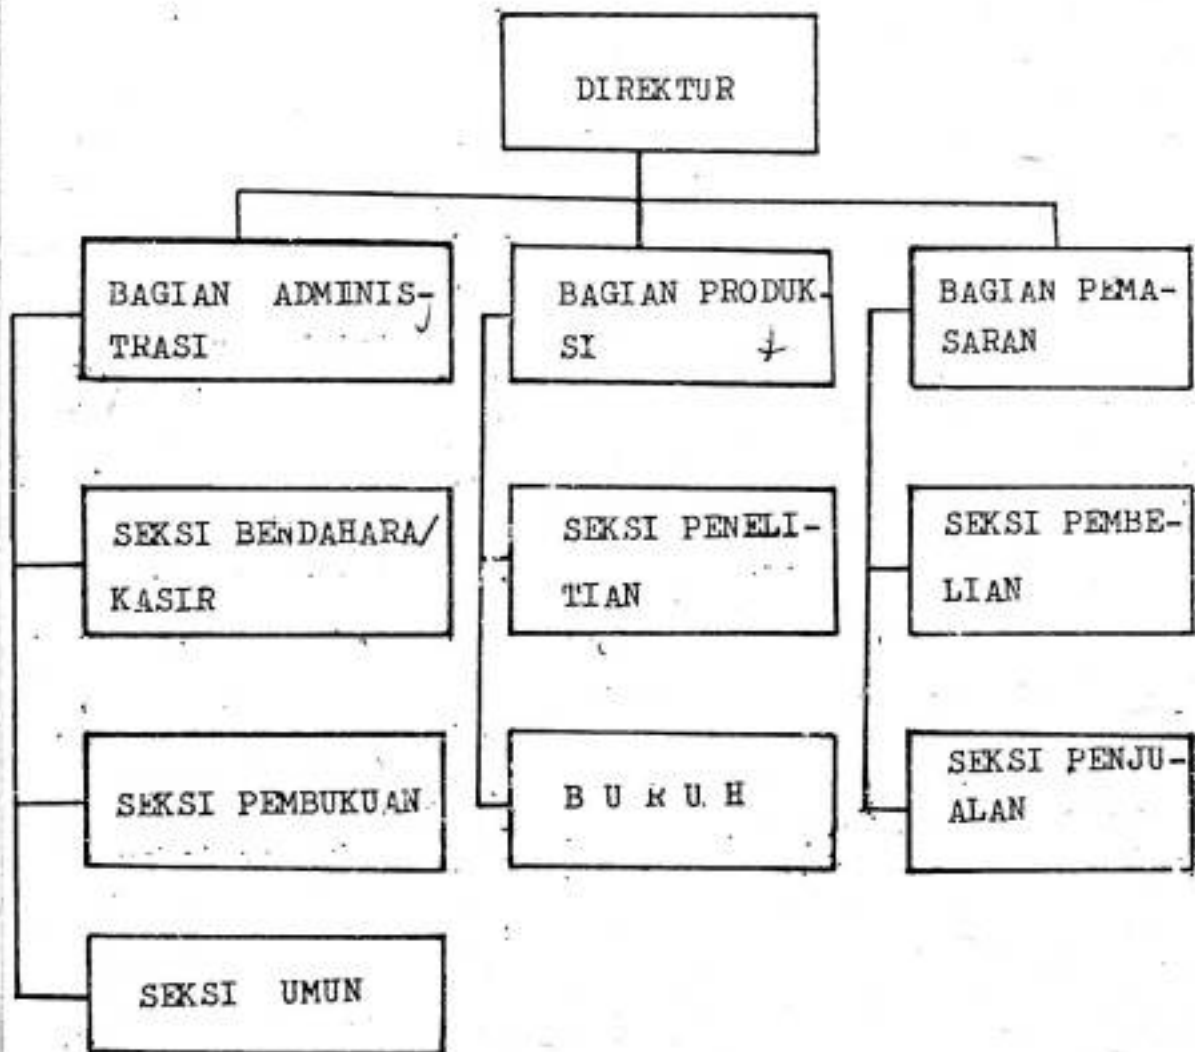 DIREKTUR
BAGIAN ADMINIS-
TRASI
BAGIAN PRODUK-
SI
BAGIAN PEMA-
SARAN
SEKSI BENDAHARA/
KASIR
SEKSI PENELI-
TIAN
SEKSI PEMBE-
LIAN
SEKSI PEMBUKUAN
B U R U H
SEKSI PENJU-
ALAN
SEKSI UMUN